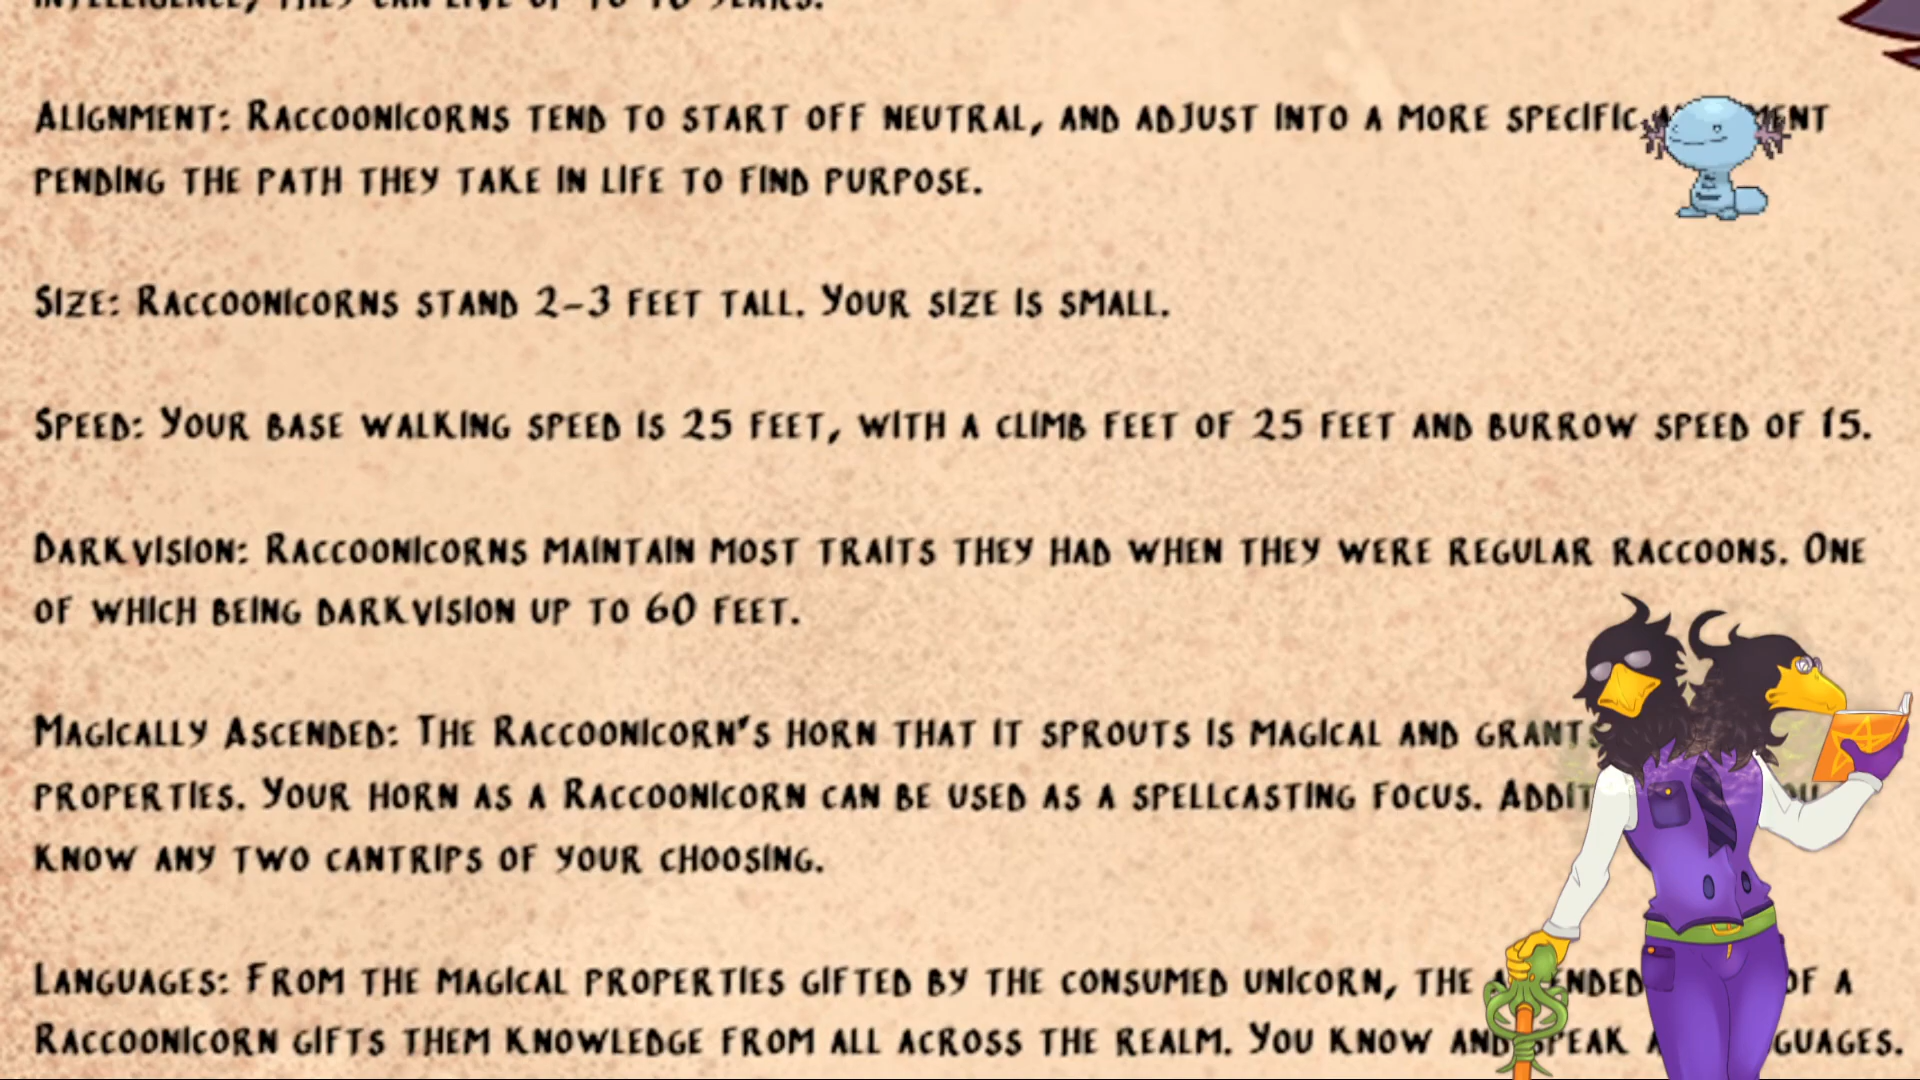 Alignment: Raccoonicorns tend to start off neutral, and adjust into a more specific
pending the path they take in life to find purpose.
Size: Raccoonicorns stand 2-3 feet tall. Your size is small.
Speed: Your base walking speed is 25 feet, with a climb feet of 25 feet and burrow speed of 15.
Darkvision: Raccoonicorns maintain most traits they had when they were regular raccoons. One
of which being darkvision up to 60 feet.
Magically Ascended: The Raccoonicorn's horn that it sprouts is magical and grants
properties. Your horn as a Raccoonicorn can be used as a spellcasting focus.
know any two cantrips of your choosing.
Languages: From the magical properties gifted by the consumed unicorn, the of a
Raccoonicorn gifts them knowledge from all across the realm. You know and speak